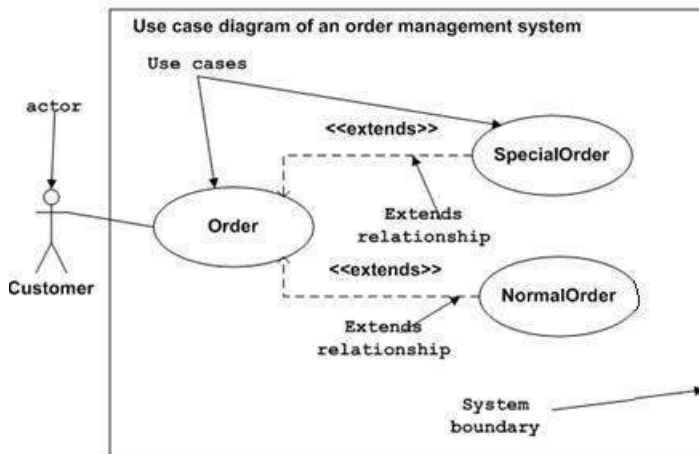 Use case diagram of an order management system
Use cases
actor
<<extends>>
SpecialOrder
Extends
relationship
Order
Customer
<<extends>>
NormalOrder
Extends
relationship
System
boundary